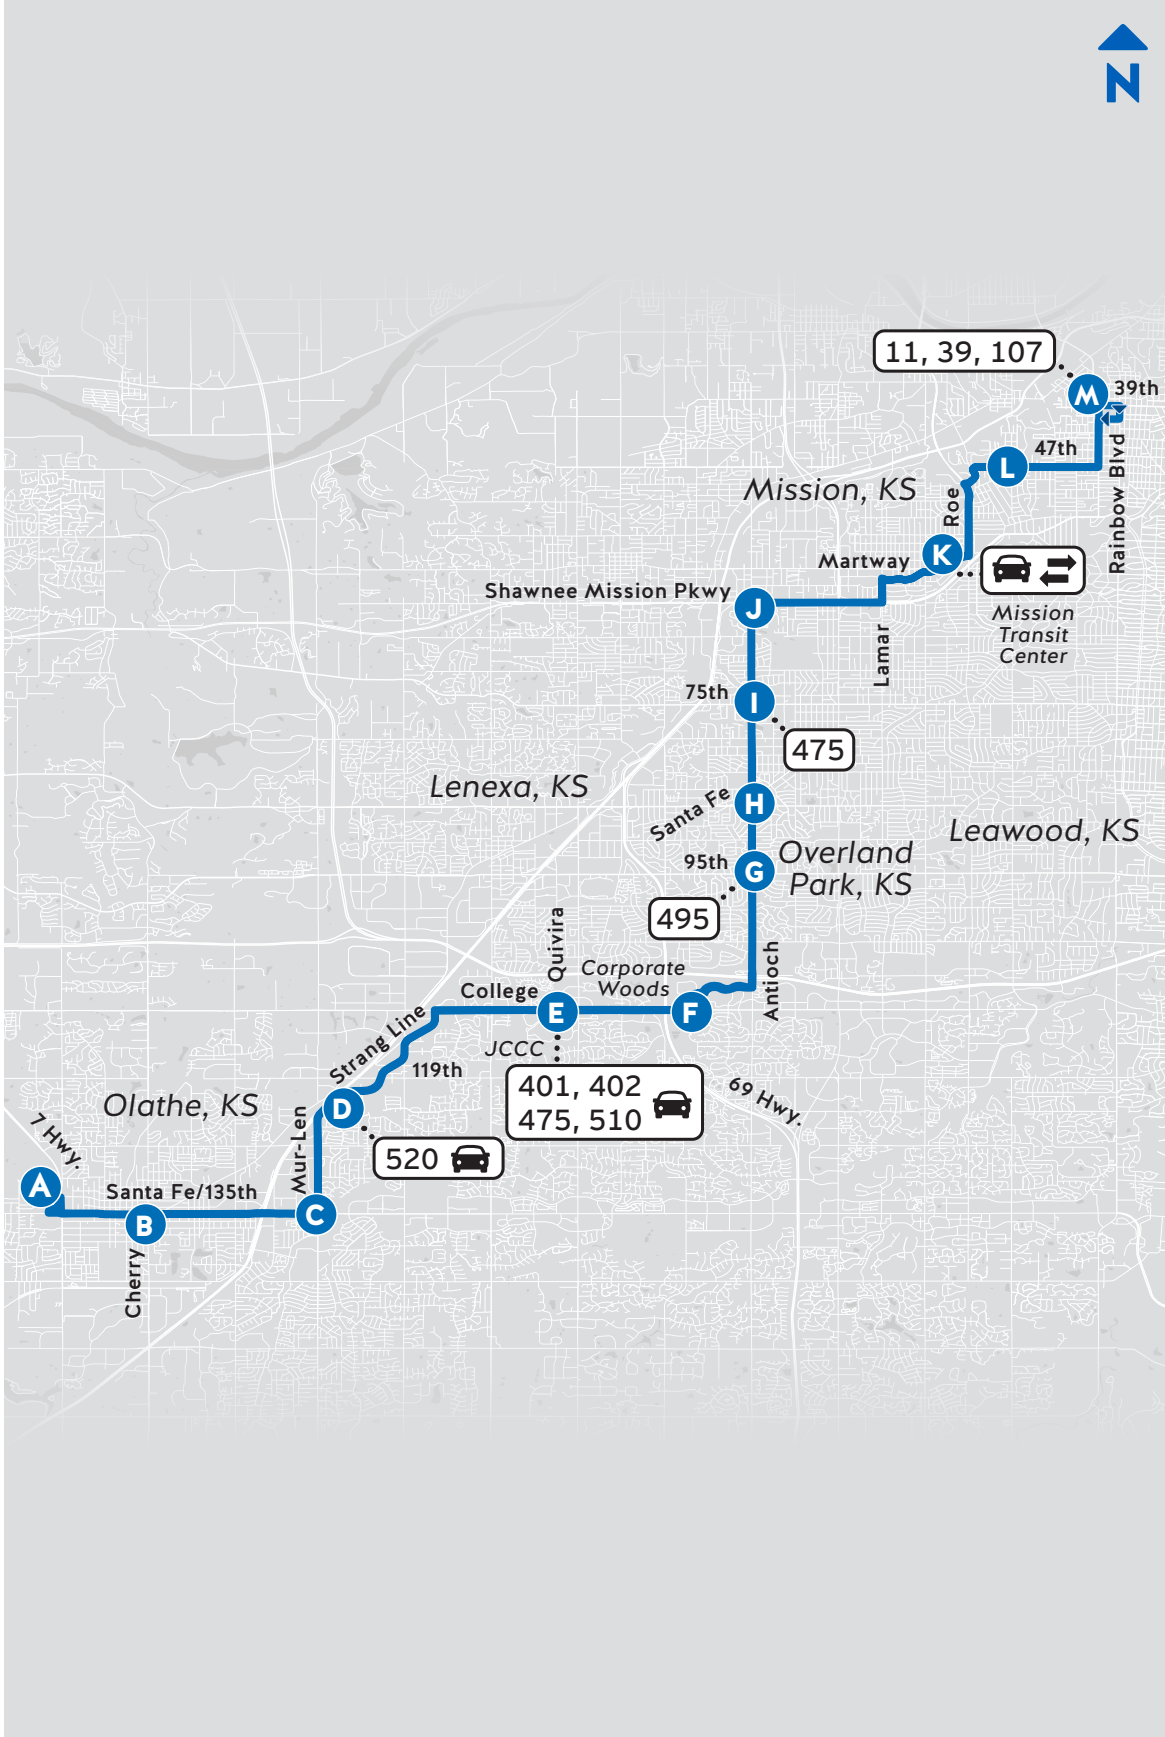 N
11, 39, 107
M
39th
47th
L
Rainbow Blvd
Mission, KS
Roe
K
Martway
Shawnee Mission Pkwy
J
Mission
Transit
Center
Lamar
75th
I
475
Lenexa, KS
Santa Fe
H
Leawood, KS
95th
G
Overland
Park, KS
495
Quivira
Antioch
Corporate
Woods
College
E
F
Strang Line
JCCC
119th
401, 402
475, 510
69 Hwy.
Olathe, KS
D
Mur-Len
7 Hwy.
520
A
Santa Fe/135th
B
C
Cherry